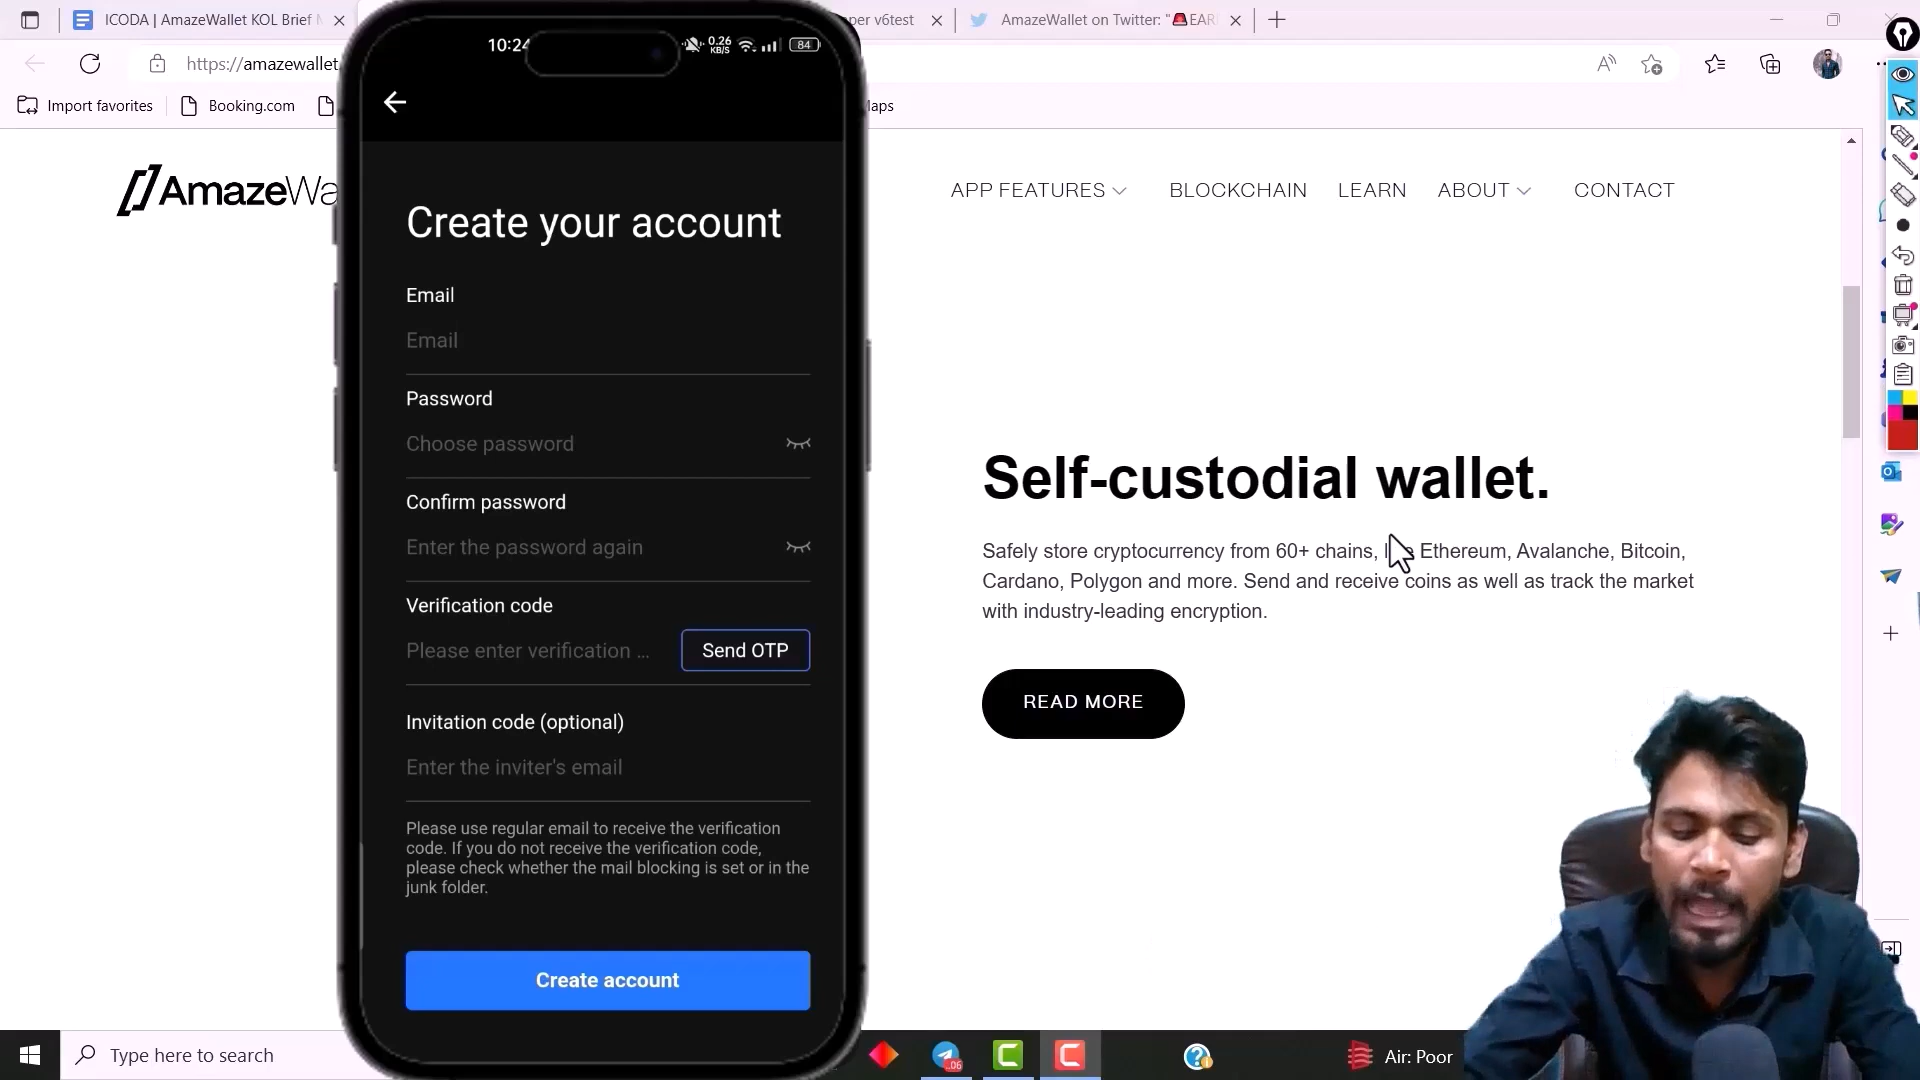 ICODA | AmazeWallet KOL Brief
per v6test
AmazeWallet on Twitter: "🚨EAR
https://amazewallet.
Import favorites
Booking.com
Maps
10:24
0.26
KB/S
84
AmazeWa
APP FEATURES
BLOCKCHAIN
LEARN
ABOUT
CONTACT
Create your account
Email
Email
Password
Choose password
Confirm password
Enter the password again
Verification code
Please enter verification ...
Send OTP
Invitation code (optional)
Enter the inviter's email
Please use regular email to receive the verification
code. If you do not receive the verification code,
please check whether the mail blocking is set or in the
junk folder.
Create account
Self-custodial wallet.
Safely store cryptocurrency from 60+ chains, Ethereum, Avalanche, Bitcoin,
Cardano, Polygon and more. Send and receive coins as well as track the market
with industry-leading encryption.
READ MORE
Type here to search
Air: Poor